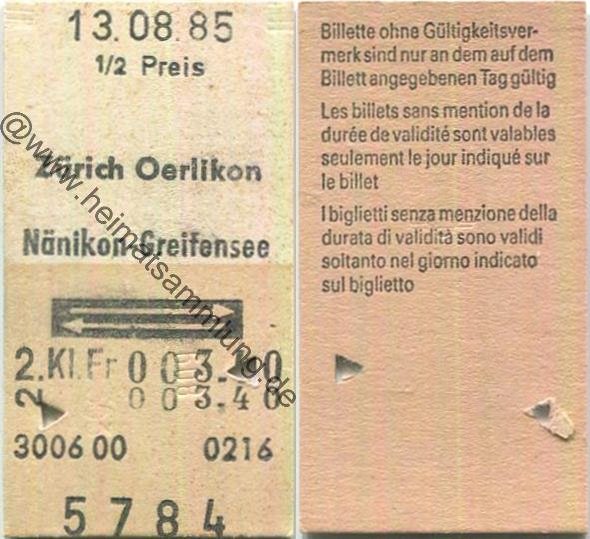 13.08.85
1/2 Preis
Zürich Oerlikon
Nänikon-Greifensee
2.Kl.Fr 003.40
2 003.40
300600 0216
5784
@www.heimatsammlung.de
Billette ohne Gültigkeitsver-
merk sind nur an dem auf dem
Billett angegebenen Tag gültig
Les billets sans mention de la
durée de validité sont valables
seulement le jour indiqué sur
le billet
I biglietti senza menzione della
durata di validità sono validi
soltanto nel giorno indicato
sul biglietto